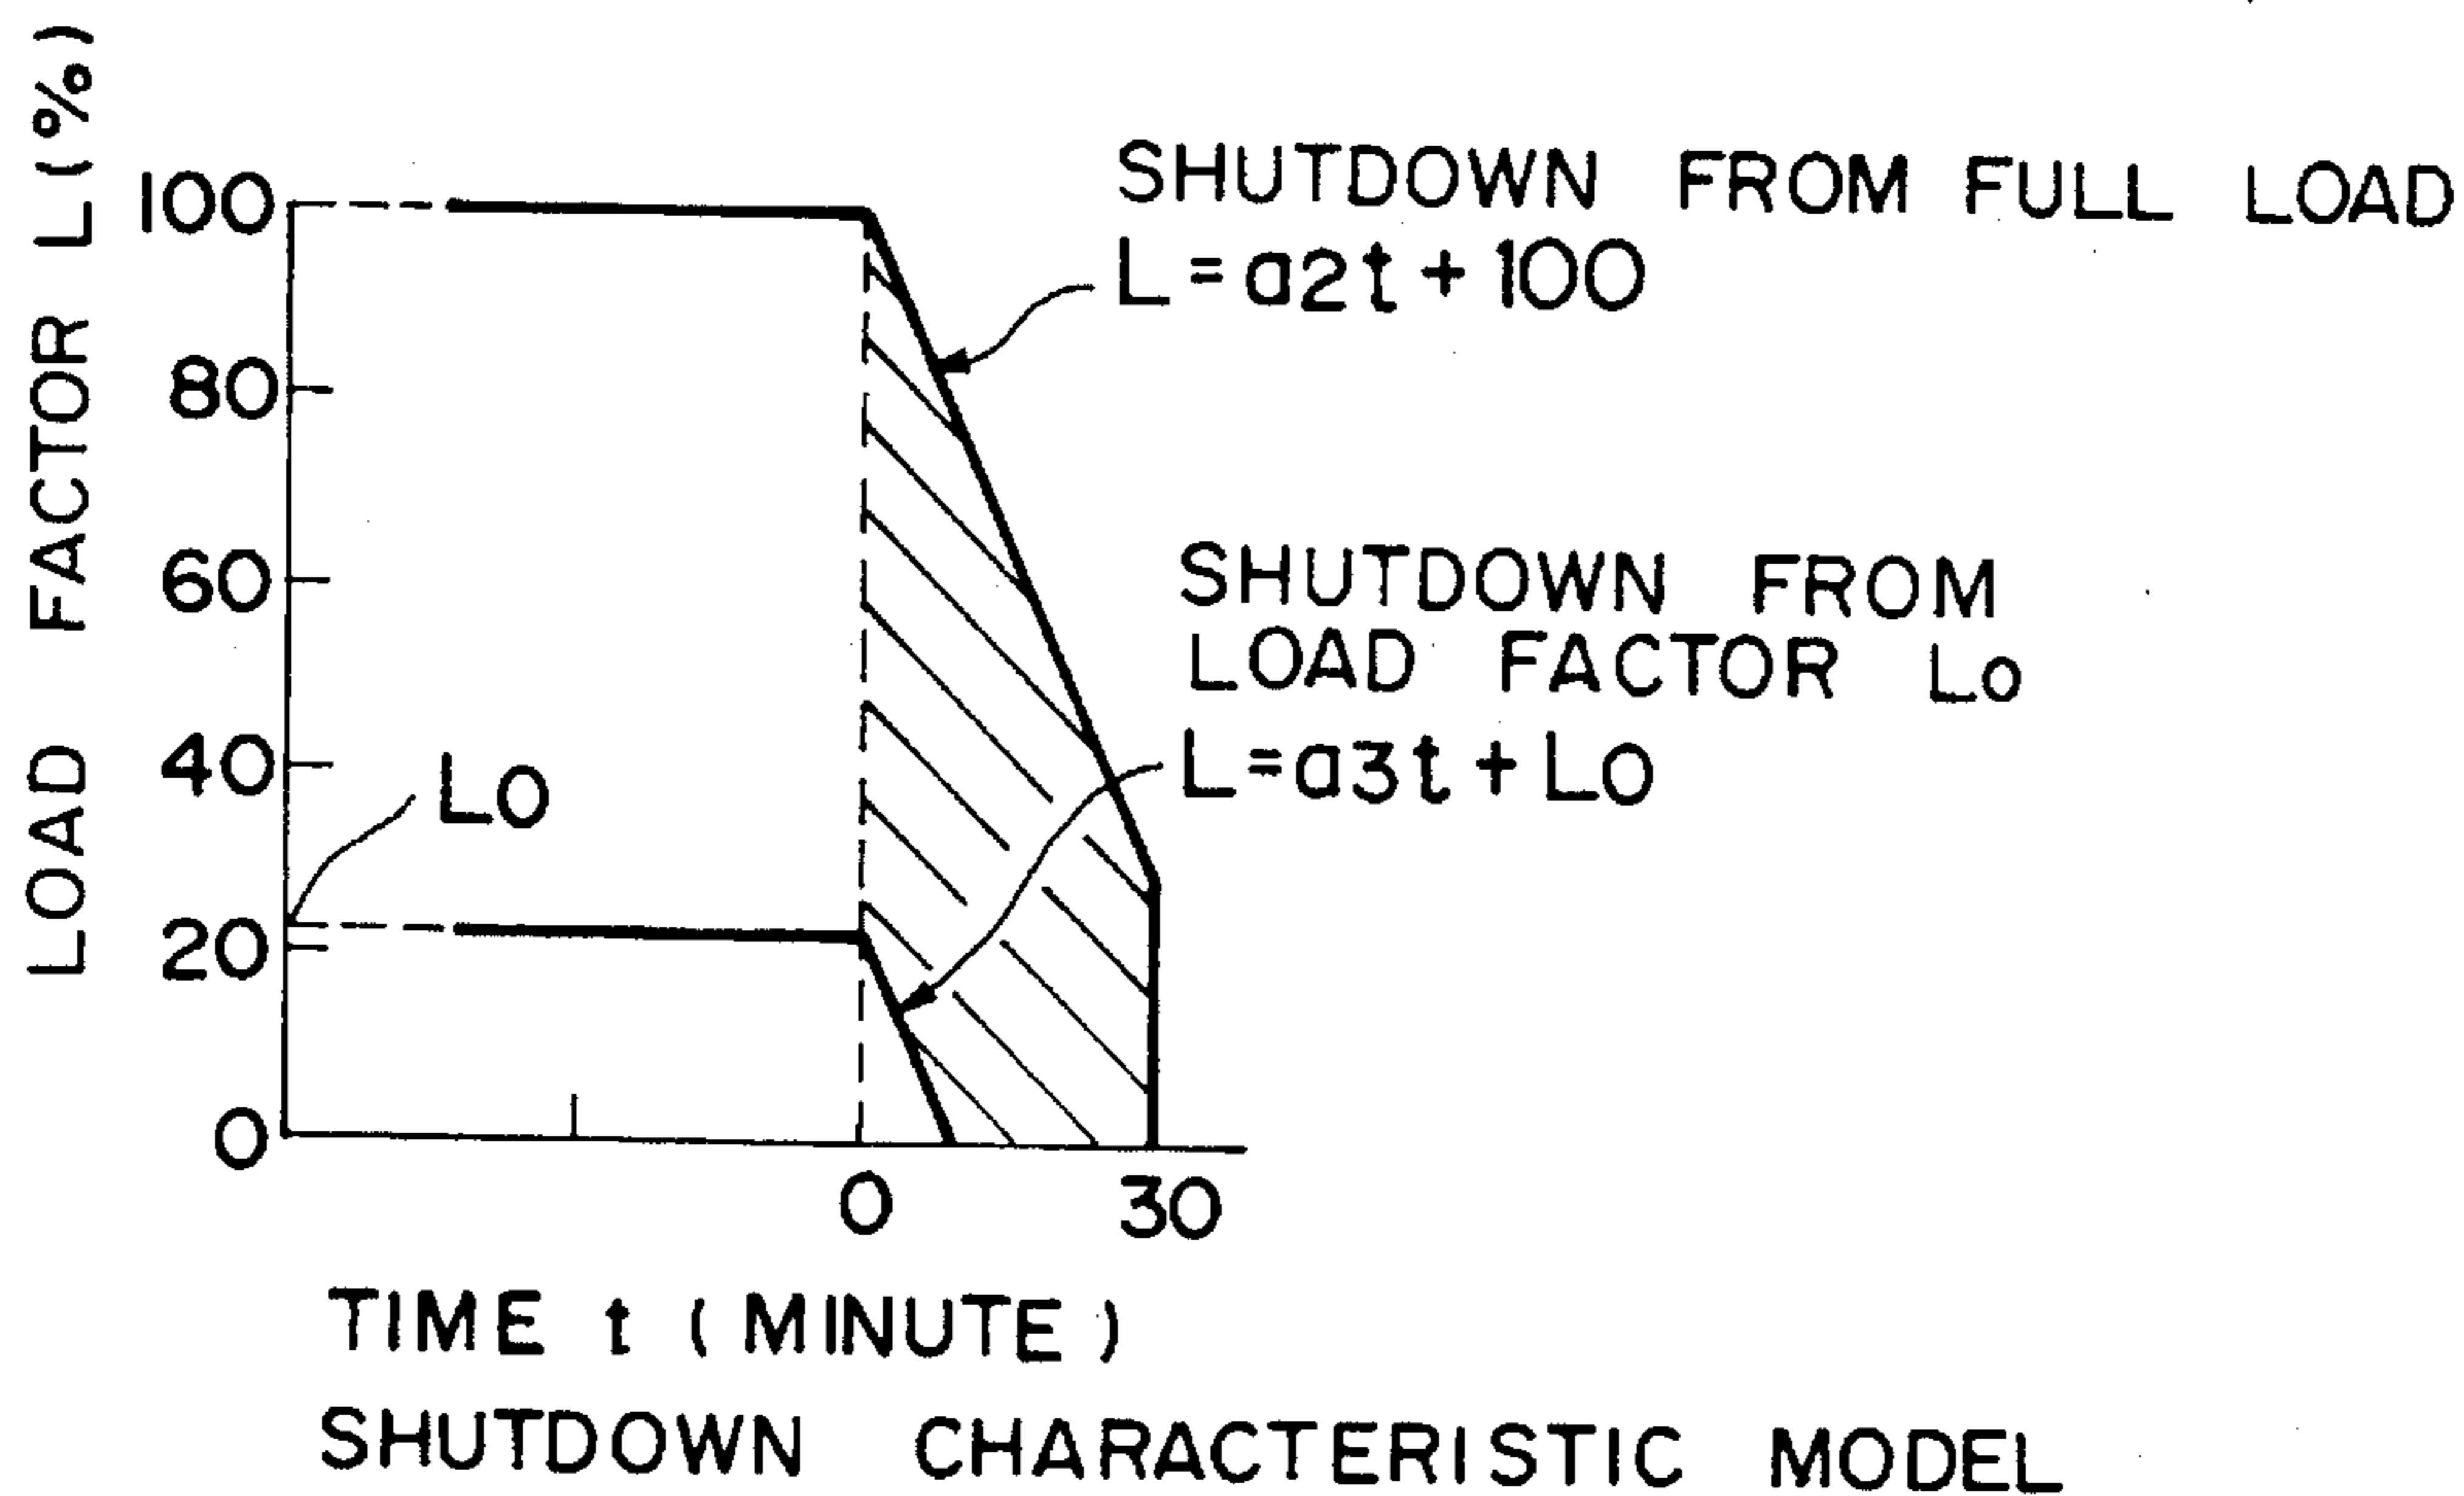 LOAD FACTOR L(%)
100
80
60
40
20
0
Lo
SHUTDOWN FROM FULL LOAD
L=a2t+100
SHUTDOWN FROM
LOAD FACTOR Lo
L=a3t+Lo
0 30
TIME t (MINUTE)
SHUTDOWN CHARACTERISTIC MODEL